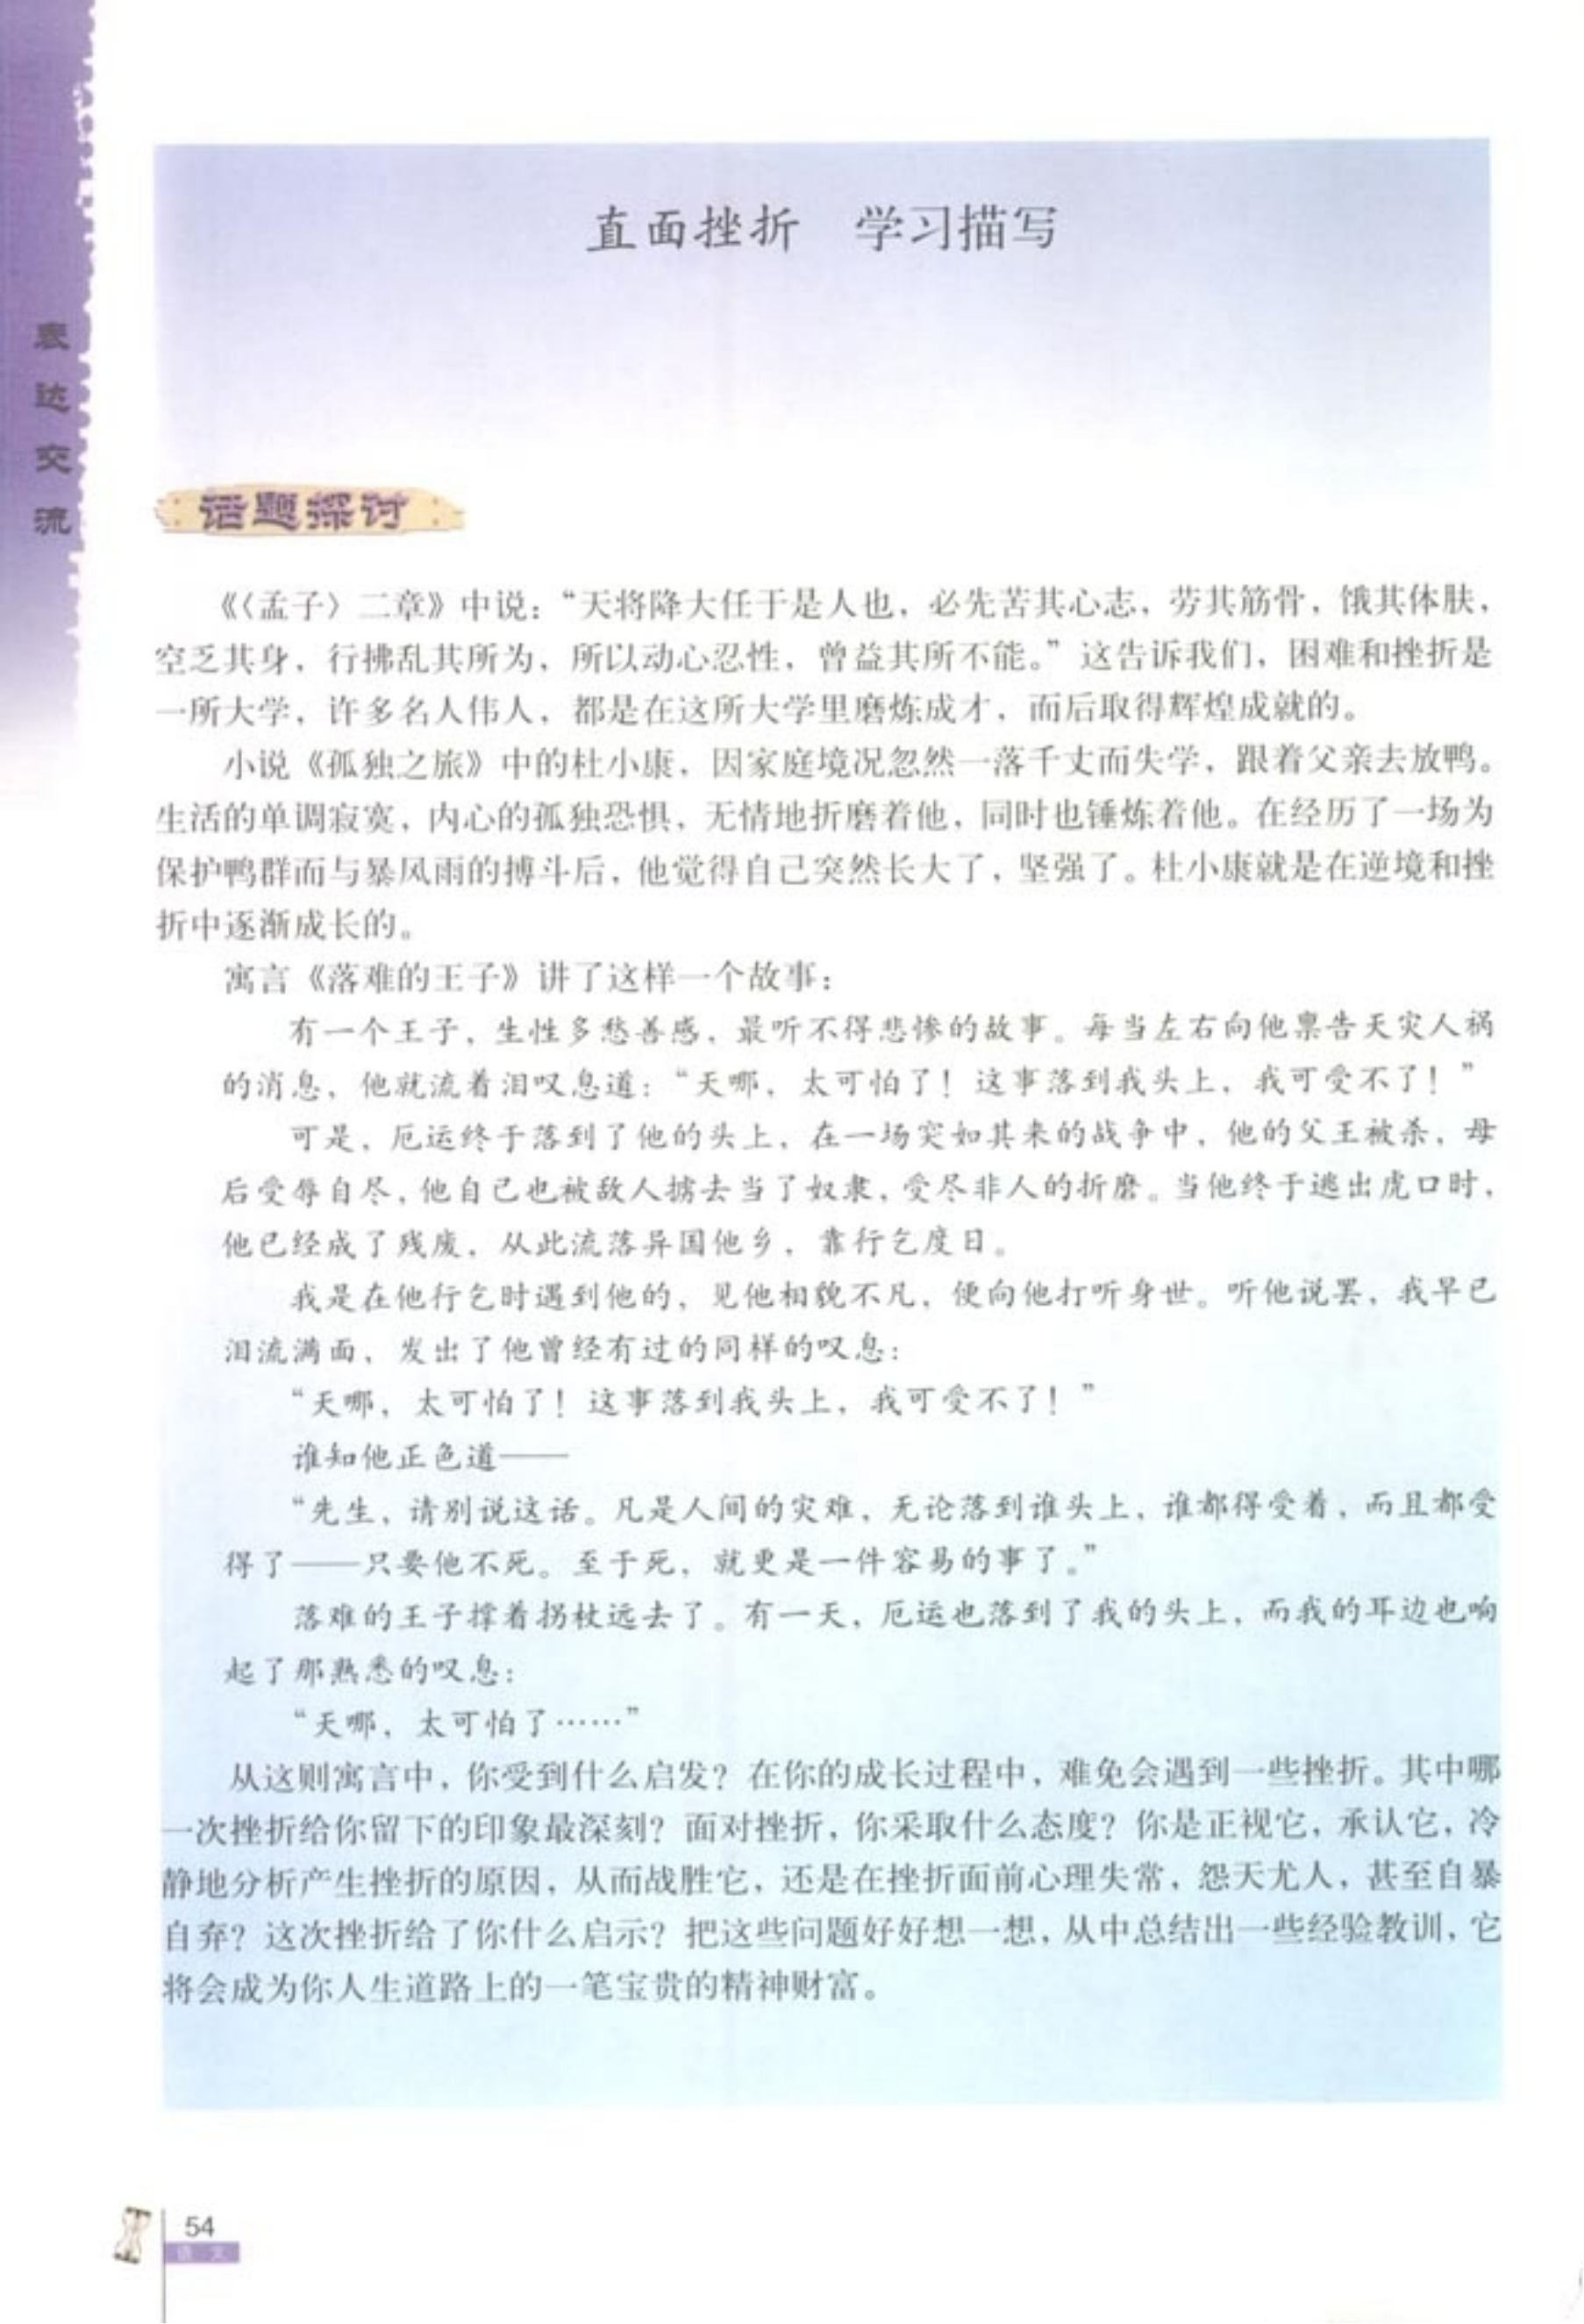 表达交流
直面挫折 学习描写
话题探讨
《〈孟子〉二章》中说：“天将降大任于是人也，必先苦其心志，劳其筋骨，饿其体肤，
空乏其身，行拂乱其所为，所以动心忍性，曾益其所不能。”这告诉我们，困难和挫折是
一所大学，许多名人伟人，都是在这所大学里磨炼成才，而后取得辉煌成就的。
小说《孤独之旅》中的杜小康，因家庭境况忽然一落千丈而失学，跟着父亲去放鸭。
生活的单调寂寞，内心的孤独恐惧，无情地折磨着他，同时也锤炼着他。在经历了一场为
保护鸭群而与暴风雨的搏斗后，他觉得自己突然长大了，坚强了。杜小康就是在逆境和挫
折中逐渐成长的。
寓言《落难的王子》讲了这样一个故事：
有一个王子，生性多愁善感，最听不得悲惨的故事。每当左右向他禀告天灾人祸
的消息，他就流着泪叹息道：“天哪，太可怕了！这事落到我头上，我可受不了！”
可是，厄运终于落到了他的头上，在一场突如其来的战争中，他的父王被杀，母
后受辱自尽，他自己也被敌人掳去当了奴隶，受尽非人的折磨。当他终于逃出虎口时，
他已经成了残废，从此流落异国他乡，靠行乞度日。
我是在他行乞时遇到他的，见他相貌不凡，便向他打听身世。听他说罢，我早已
泪流满面，发出了他曾经有过的同样的叹息：
“天哪，太可怕了！这事落到我头上，我可受不了！”
谁知他正色道——
“先生，请别说这话。凡是人间的灾难，无论落到谁头上，谁都得受着，而且都受
得了——只要他不死。至于死，就更是一件容易的事了。”
落难的王子撑着拐杖远去了。有一天，厄运也落到了我的头上，而我的耳边也响
起了那熟悉的叹息：
“天哪，太可怕了……”
从这则寓言中，你受到什么启发？在你的成长过程中，难免会遇到一些挫折。其中哪
一次挫折给你留下的印象最深刻？面对挫折，你采取什么态度？你是正视它，承认它，冷
静地分析产生挫折的原因，从而战胜它，还是在挫折面前心理失常，怨天尤人，甚至自暴
自弃？这次挫折给了你什么启示？把这些问题好好想一想，从中总结出一些经验教训，它
将会成为你人生道路上的一笔宝贵的精神财富。
54
语文